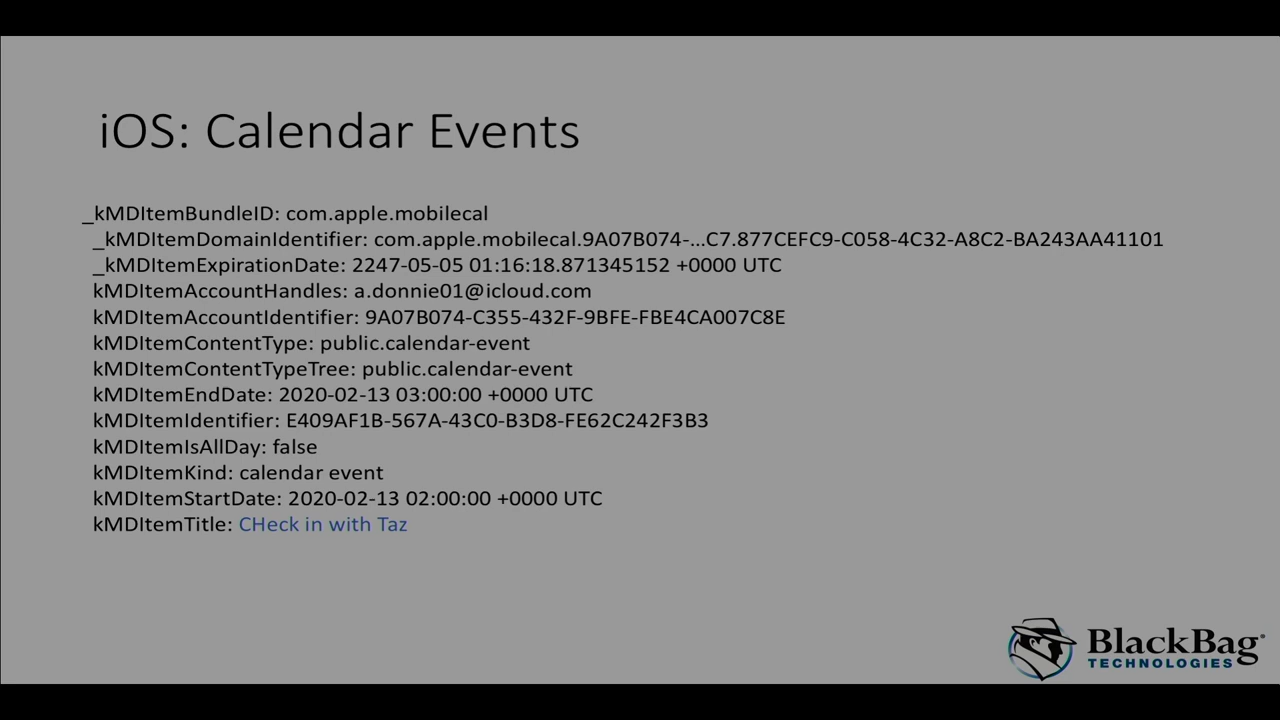 iOS: Calendar Events
_kMDItemBundleID: com.apple.mobilecal
_kMDItemDomainIdentifier: com.apple.mobilecal.9A07B074-...C7.877CEFC9-C058-4C32-A8C2-BA243AA41101
_kMDItemExpirationDate: 2247-05-05 01:16:18.871345152 +0000 UTC
kMDItemAccountHandles: a.donnie01@icloud.com
kMDItemAccountIdentifier: 9A07B074-C355-432F-9BFE-FBE4CA007C8E
kMDItemContentType: public.calendar-event
kMDItemContentTypeTree: public.calendar-event
kMDItemEndDate: 2020-02-13 03:00:00 +0000 UTC
kMDItemIdentifier: E409AF1B-567A-43C0-B3D8-FE62C242F3B3
kMDItemIsAllDay: false
kMDItemKind: calendar event
kMDItemStartDate: 2020-02-13 02:00:00 +0000 UTC
kMDItemTitle: CHeck in with Taz
BlackBag®
TECHNOLOGIES